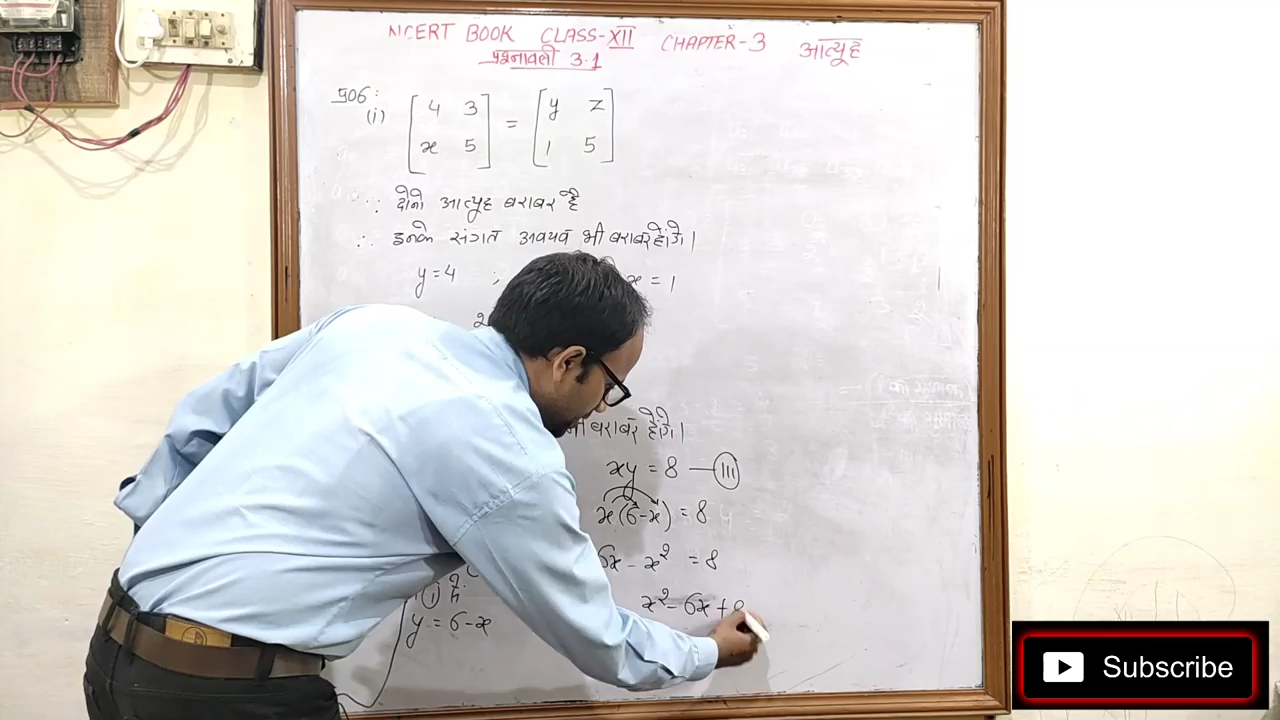 NCERT BOOK CLASS-XII CHAPTER-3 आव्यूह
प्रश्नावली 3.1
प्र06:
(i) [4 3 = [y z
x 5] 1 5]
∵ दोनो आव्यूह बराबर है
∴ इनके संगत अवयव भी बराबर होंगे।
y=4 ; x = 1
2
भी बराबर होंगे।
xy = 8 — (III)
x(6-x) = 8
6x - x² = 8
x² - 6x +
(i) से
y = 6-x
Subscribe